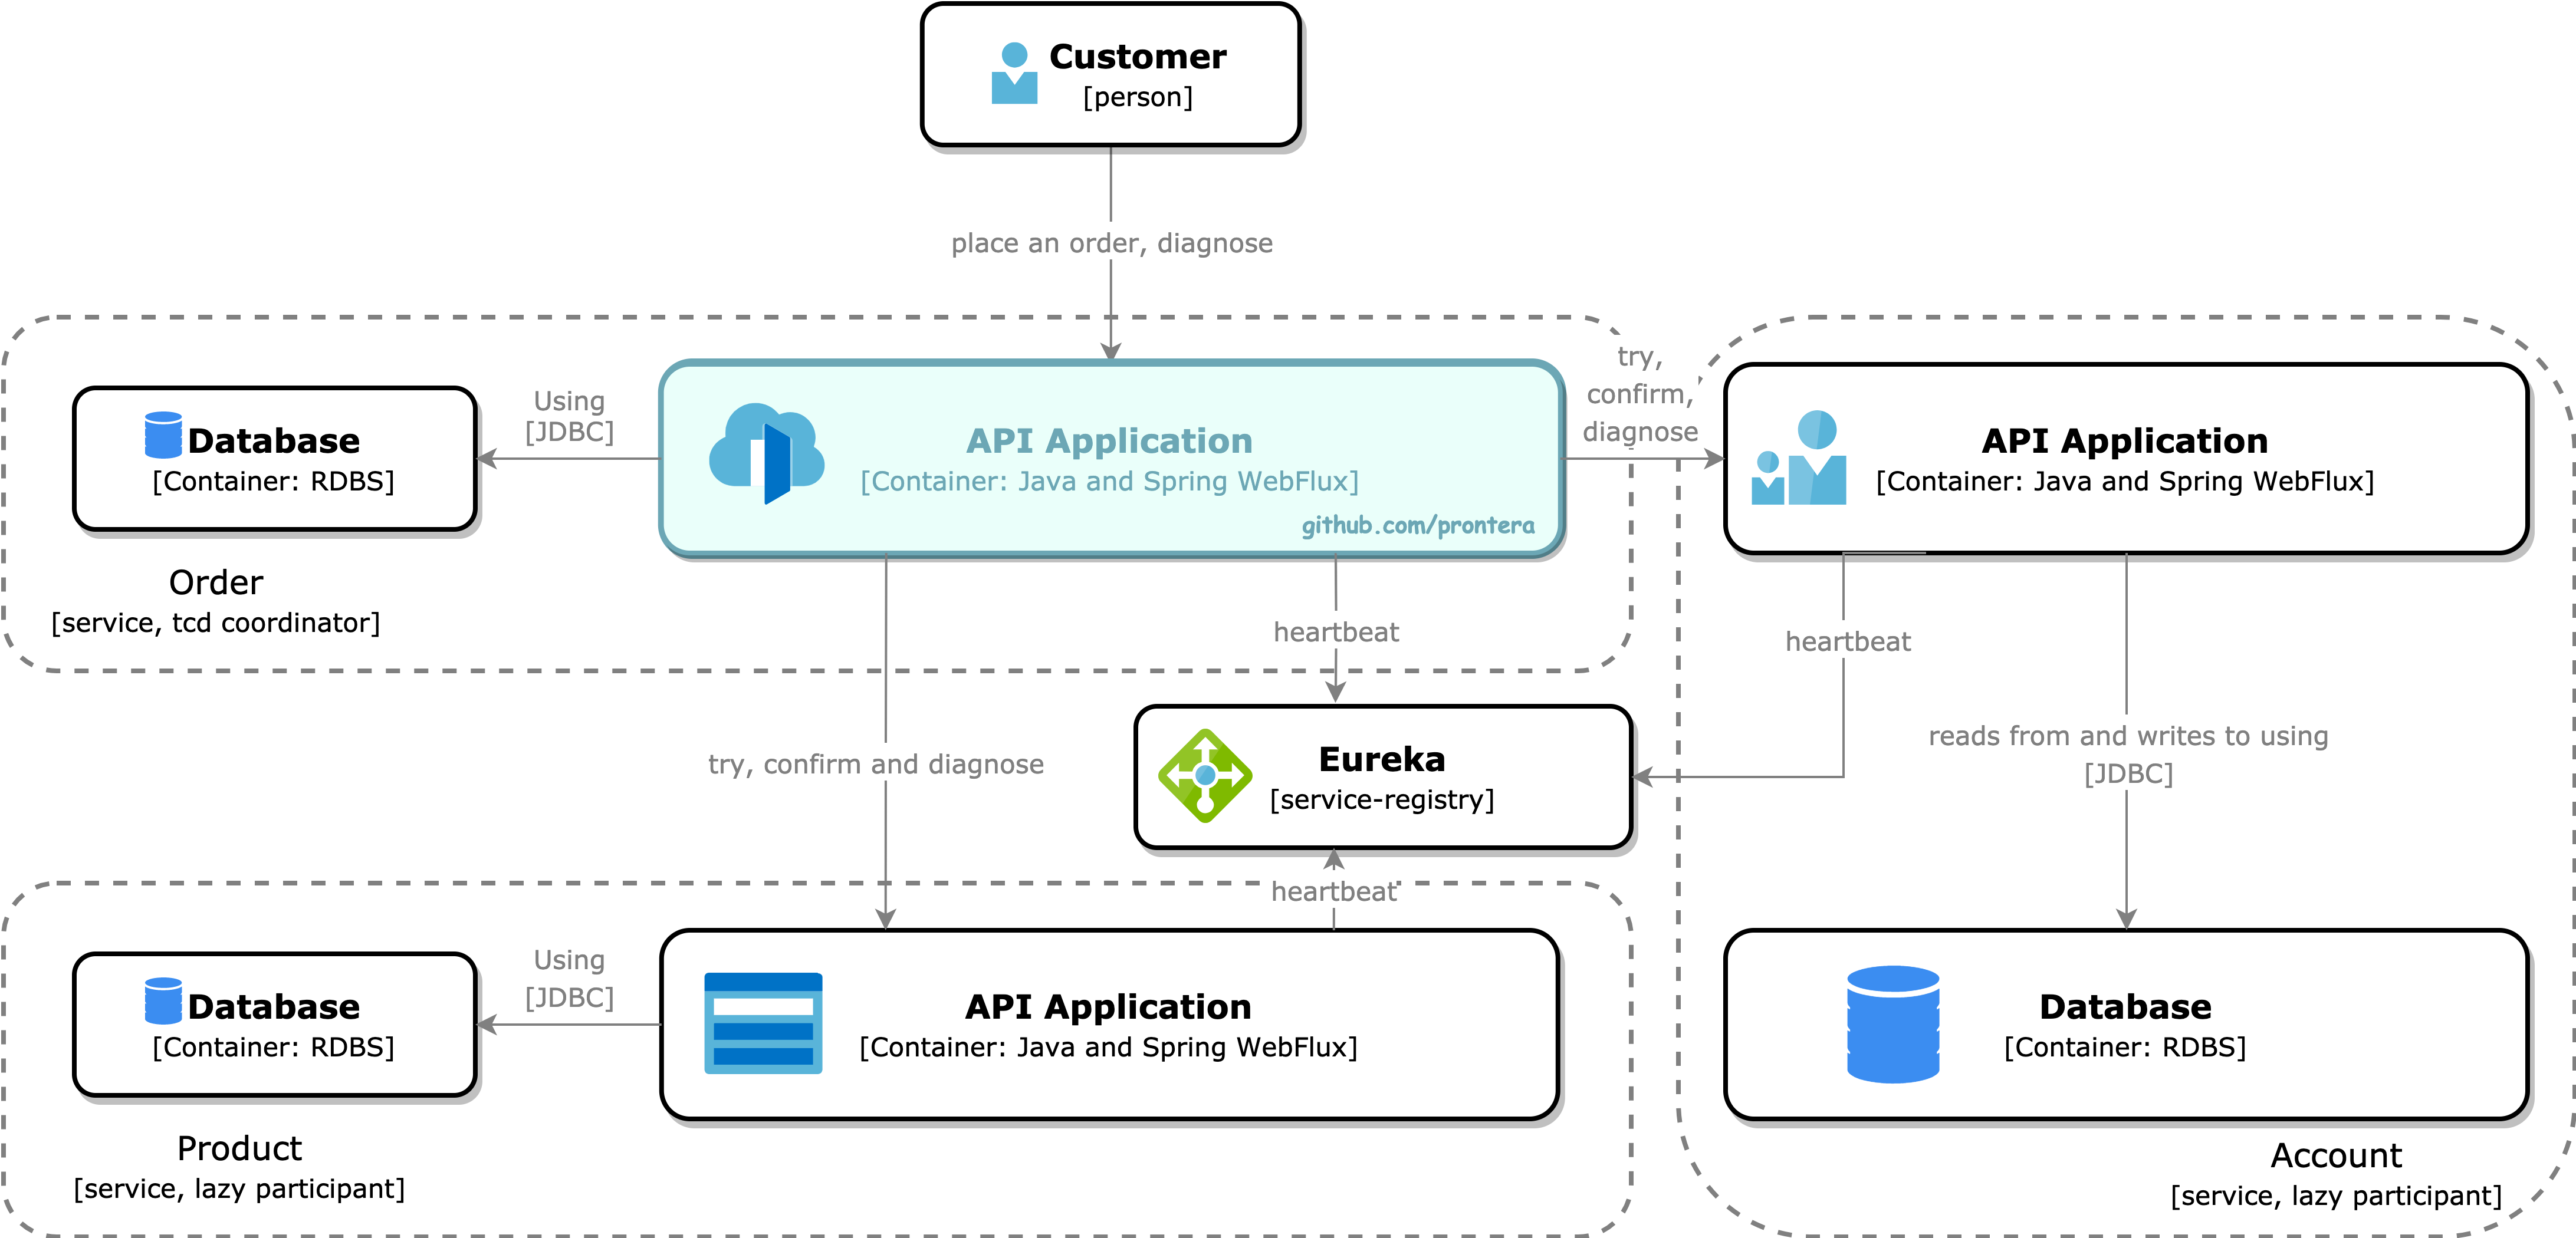 Customer
[person]
place an order, diagnose
Using
[JDBC]
Database
[Container: RDBS]
API Application
[Container: Java and Spring WebFlux]
github.com/prontera
try,
confirm,
diagnose
API Application
[Container: Java and Spring WebFlux]
Order
[service, tcd coordinator]
heartbeat
heartbeat
try, confirm and diagnose
Eureka
[service-registry]
reads from and writes to using
[JDBC]
heartbeat
Using
[JDBC]
Database
[Container: RDBS]
API Application
[Container: Java and Spring WebFlux]
Database
[Container: RDBS]
Product
[service, lazy participant]
Account
[service, lazy participant]